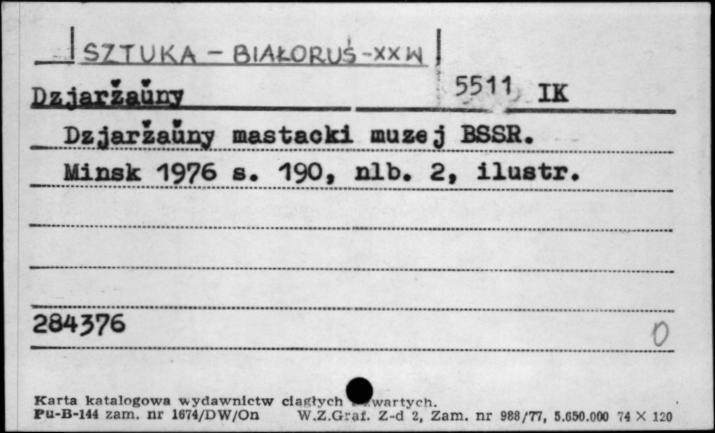 SZTUKA - BIAŁORUŚ - XX W
Dzjaržaŭny 5511 IK
Dzjaržaŭny mastacki muzej BSSR.
Minsk 1976 s. 190, nlb. 2, ilustr.
284376 0
Karta katalogowa wydawnictw ciągłych wartych.
Pu-B-144 zam. nr 1674/DW/On W.Z.Graf. Z-d 2, Zam. nr 988/77, 5.650.000 74 X 120